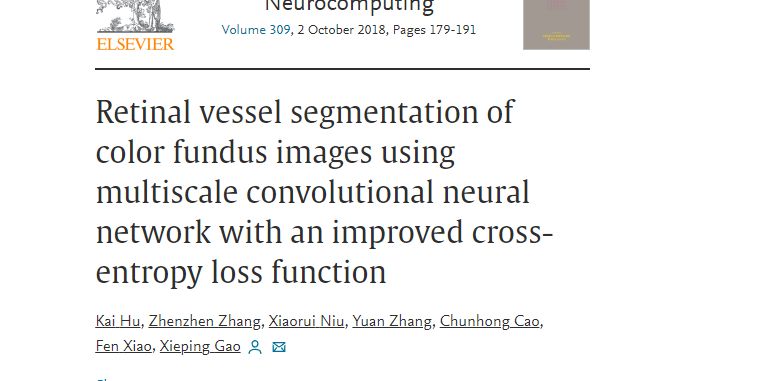 Neurocomputing
ELSEVIER
Volume 309, 2 October 2018, Pages 179-191
Retinal vessel segmentation of
color fundus images using
multiscale convolutional neural
network with an improved cross-
entropy loss function
Kai Hu, Zhenzhen Zhang, Xiaorui Niu, Yuan Zhang, Chunhong Cao,
Fen Xiao, Xieping Gao